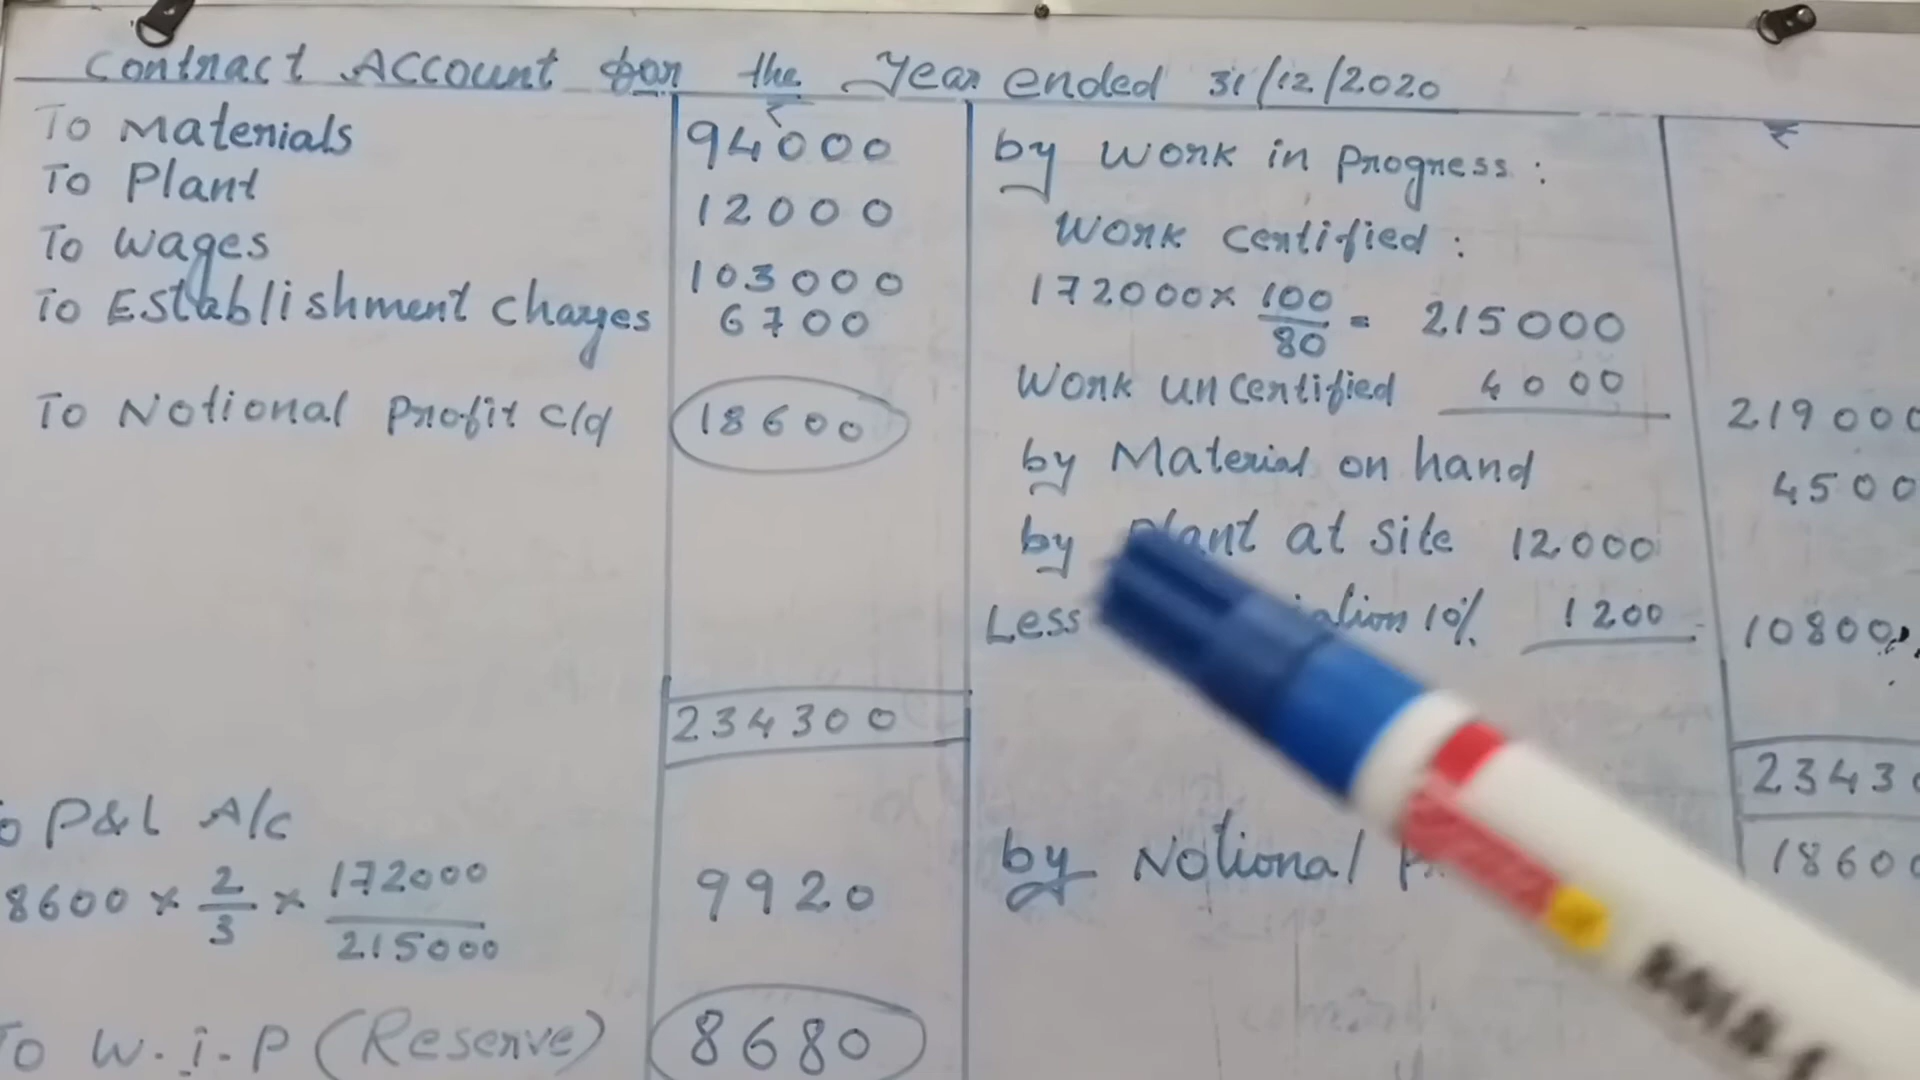 Contract Account for the Year ended 31/12/2020
₹
₹
To Materials 94000
To Plant 12000
To Wages 103000
To Establishment Charges 6700
To Notional Profit c/d 18600
234300
P&L A/c
8600 × 2/3 × 172000/215000 9920
To W.i.P (Reserve) 8680
by Work in Progress:
Work Certified:
172000 × 100/80 = 215000
Work uncertified 4000 219000
by Material on hand 4500
by Plant at Site 12000
Less 10% 1200 10800
2343
by Notional 1860